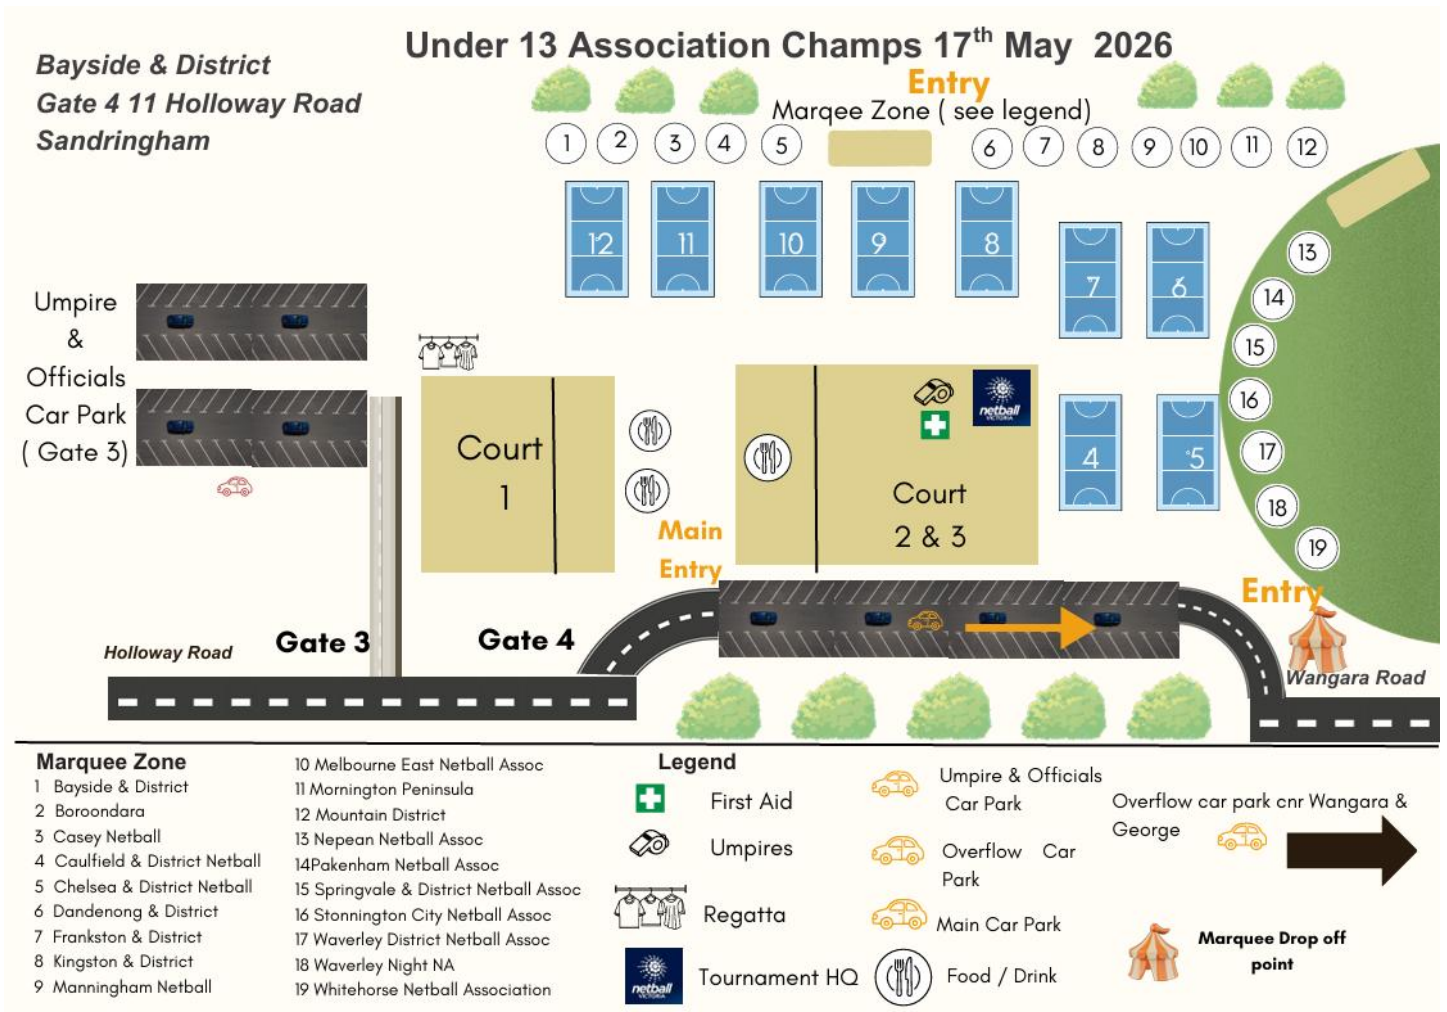 Under 13 Association Champs 17th May 2026
Bayside & District
Gate 4 11 Holloway Road
Sandringham
Entry
Marqee Zone ( see legend)
1 2 3 4 5 6 7 8 9 10 11 12
12 11 10 9 8
7 6
13
14
15
16
17
18
19
Umpire
&
Officials
Car Park
( Gate 3)
Court
1
netball
VICTORIA
Court
2 & 3
4 5
Main
Entry
Entry
Gate 3
Gate 4
Holloway Road
Wangara Road
Marquee Zone
1 Bayside & District
2 Boroondara
3 Casey Netball
4 Caulfield & District Netball
5 Chelsea & District Netball
6 Dandenong & District
7 Frankston & District
8 Kingston & District
9 Manningham Netball
10 Melbourne East Netball Assoc
11 Mornington Peninsula
12 Mountain District
13 Nepean Netball Assoc
14Pakenham Netball Assoc
15 Springvale & District Netball Assoc
16 Stonnington City Netball Assoc
17 Waverley District Netball Assoc
18 Waverley Night NA
19 Whitehorse Netball Association
Legend
First Aid
Umpires
Regatta
netball
VICTORIA
Tournament HQ
Umpire & Officials
Car Park
Overflow Car
Park
Main Car Park
Food / Drink
Overflow car park cnr Wangara &
George
Marquee Drop off
point